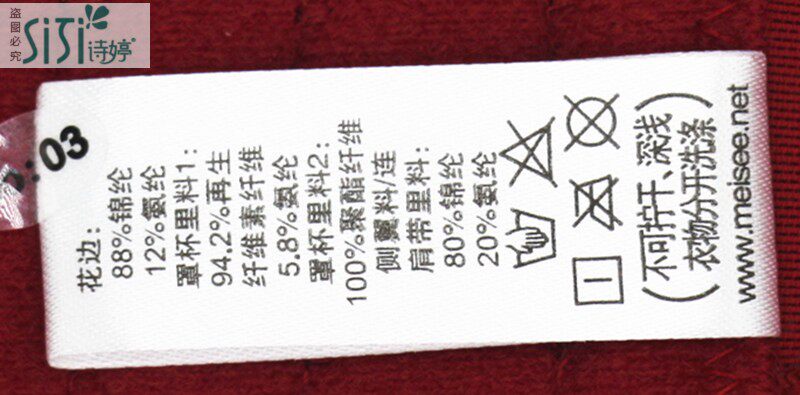 盗图必究
SiSi诗婷
: 03
花边:
88%锦纶
12%氨纶
罩杯里料1:
94.2%再生
纤维素纤维
5.8%氨纶
罩杯里料2:
100%聚酯纤维
侧翼料/连
肩带里料:
80%锦纶
20%氨纶
(不可拧干、深浅
衣物分开洗涤)
www.meisee.net